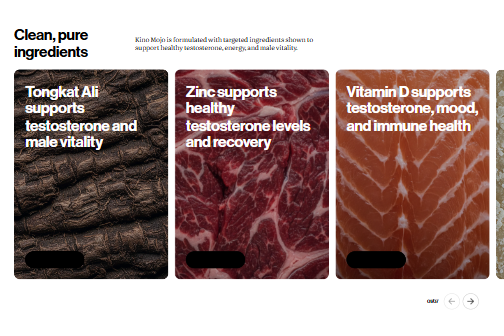 Clean, pure
ingredients
Kino Mojo is formulated with targeted ingredients shown to
support healthy testosterone, energy, and male vitality.
Tongkat Ali
supports
testosterone and
male vitality
Zinc supports
healthy
testosterone levels
and recovery
Vitamin D supports
testosterone, mood,
and immune health